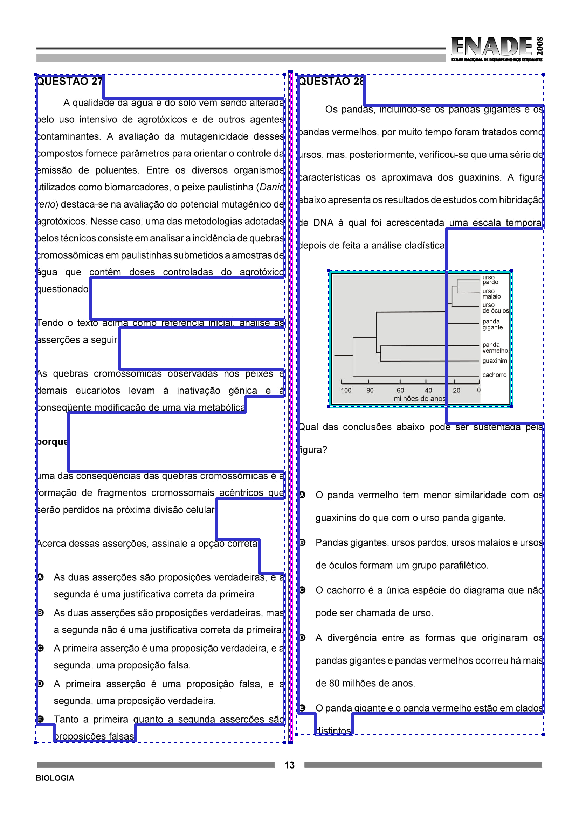 ENADE 2008
EXAME NACIONAL DE DESEMPENHO DOS ESTUDANTES
QUESTÃO 27
A qualidade da água e do solo vem sendo alterada
pelo uso intensivo de agrotóxicos e de outros agentes
contaminantes. A avaliação da mutagenicidade desses
compostos fornece parâmetros para orientar o controle da
emissão de poluentes. Entre os diversos organismos
utilizados como biomarcadores, o peixe paulistinha (Danio
rerio) destaca-se na avaliação do potencial mutagênico de
agrotóxicos. Nesse caso, uma das metodologias adotadas
pelos técnicos consiste em analisar a incidência de quebras
cromossômicas em paulistinhas submetidos a amostras de
água que contêm doses controladas do agrotóxico
questionado.
Tendo o texto acima como referência inicial, analise as
asserções a seguir.
As quebras cromossômicas observadas nos peixes e
demais eucariotos levam à inativação gênica e à
conseqüente modificação de uma via metabólica
porque
uma das conseqüências das quebras cromossômicas é a
formação de fragmentos cromossomais acêntricos que
serão perdidos na próxima divisão celular.
Acerca dessas asserções, assinale a opção correta.
A As duas asserções são proposições verdadeiras, e a
segunda é uma justificativa correta da primeira.
B As duas asserções são proposições verdadeiras, mas
a segunda não é uma justificativa correta da primeira.
C A primeira asserção é uma proposição verdadeira, e a
segunda, uma proposição falsa.
D A primeira asserção é uma proposição falsa, e a
segunda, uma proposição verdadeira.
E Tanto a primeira quanto a segunda asserções são
proposições falsas.
QUESTÃO 28
Os pandas, incluindo-se os pandas gigantes e os
pandas vermelhos, por muito tempo foram tratados como
ursos, mas, posteriormente, verificou-se que uma série de
características os aproximava dos guaxinins. A figura
abaixo apresenta os resultados de estudos com hibridação
de DNA à qual foi acrescentada uma escala temporal
depois de feita a análise cladística.
urso
pardo
urso
malaio
urso
de óculos
panda
gigante
panda
vermelho
guaxinim
cachorro
100 80 60 40 20 0
milhões de anos
Qual das conclusões abaixo pode ser sustentada pela
figura?
A O panda vermelho tem menor similaridade com os
guaxinins do que com o urso panda gigante.
B Pandas gigantes, ursos pardos, ursos malaios e ursos
de óculos formam um grupo parafilético.
C O cachorro é a única espécie do diagrama que não
pode ser chamada de urso.
D A divergência entre as formas que originaram os
pandas gigantes e pandas vermelhos ocorreu há mais
de 80 milhões de anos.
E O panda gigante e o panda vermelho estão em clados
distintos.
13
BIOLOGIA